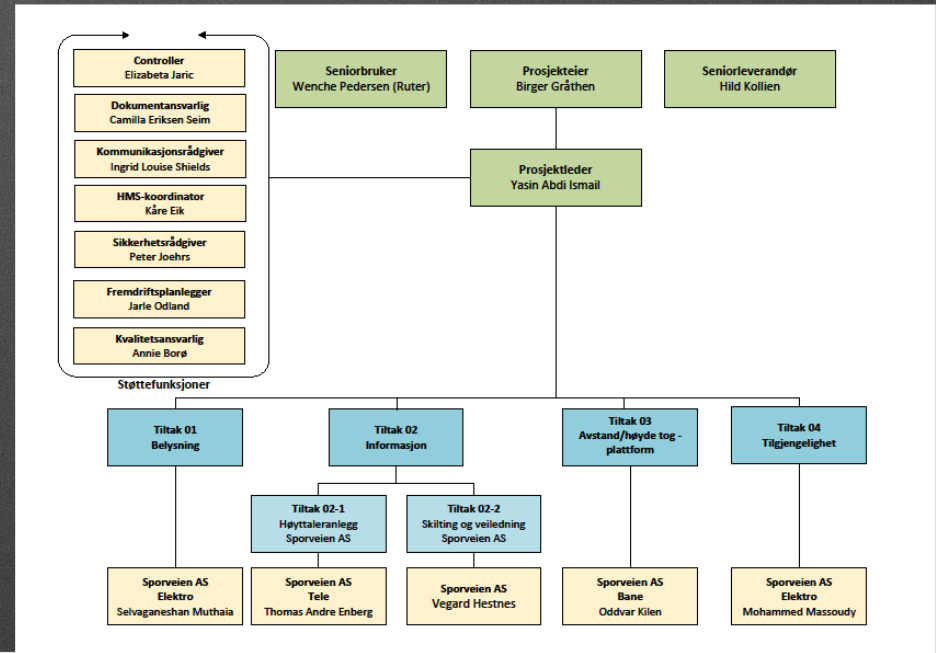 Controller
Elizabeta Jaric
Dokumentansvarlig
Camilla Eriksen Seim
Kommunikasjonsrådgiver
Ingrid Louise Shields
HMS-koordinator
Kåre Eik
Sikkerhetsrådgiver
Peter Joehrs
Fremdriftsplanlegger
Jarle Odland
Kvalitetsansvarlig
Annie Borø
Støttefunksjoner
Seniorbruker
Wenche Pedersen (Ruter)
Prosjekteier
Birger Gråthen
Seniorleverandør
Hild Kollien
Prosjektleder
Yasin Abdi Ismail
Tiltak 01
Belysning
Tiltak 02
Informasjon
Tiltak 03
Avstand/høyde tog -
plattform
Tiltak 04
Tilgjengelighet
Tiltak 02-1
Høyttaleranlegg
Sporveien AS
Tiltak 02-2
Skilting og veiledning
Sporveien AS
Sporveien AS
Elektro
Selvaganeshan Muthaia
Sporveien AS
Tele
Thomas Andre Enberg
Sporveien AS
Vegard Hestnes
Sporveien AS
Bane
Oddvar Kilen
Sporveien AS
Elektro
Mohammed Massoudy